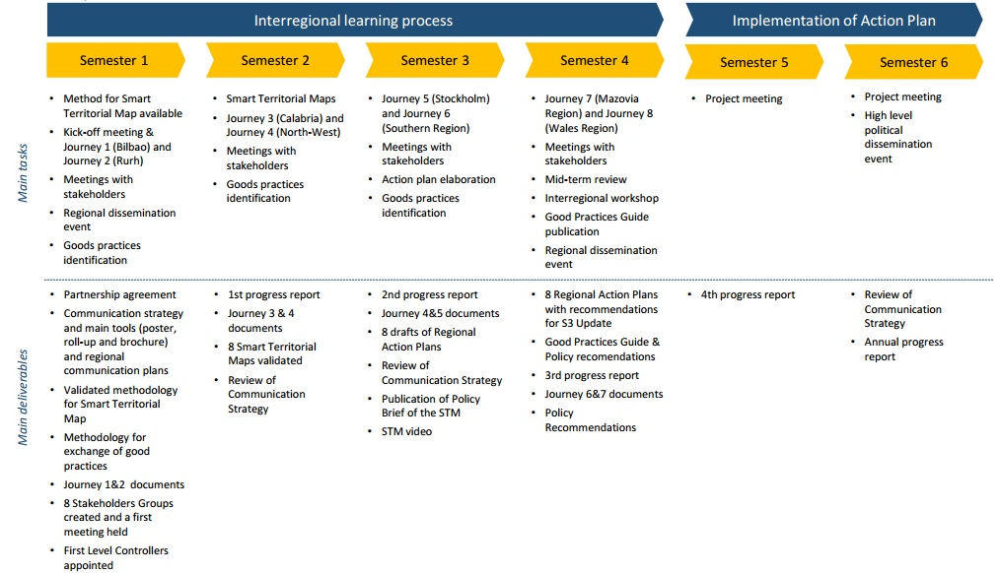 Interregional learning process
Implementation of Action Plan
Semester 1
Semester 2
Semester 3
Semester 4
Semester 5
Semester 6
Main tasks
• Method for Smart
Territorial Map available
• Kick-off meeting &
Journey 1 (Bilbao) and
Journey 2 (Rurh)
• Meetings with
stakeholders
• Regional dissemination
event
• Goods practices
identification
• Smart Territorial Maps
• Journey 3 (Calabria) and
Journey 4 (North-West)
• Meetings with
stakeholders
• Goods practices
identification
• Journey 5 (Stockholm)
and Journey 6
(Southern Region)
• Meetings with
stakeholders
• Action plan elaboration
• Goods practices
identification
• Journey 7 (Mazovia
Region) and Journey 8
(Wales Region)
• Meetings with
stakeholders
• Mid-term review
• Interregional workshop
• Good Practices Guide
publication
• Regional dissemination
event
• Project meeting
• Project meeting
• High level
political
dissemination
event
Main deliverables
• Partnership agreement
• Communication strategy
and main tools (poster,
roll-up and brochure)
and regional
communication plans
• Validated methodology
for Smart Territorial
Map
• Methodology for
exchange of good
practices
• Journey 1&2 documents
• 8 Stakeholders Groups
created and a first
meeting held
• First Level Controllers
appointed
• 1st progress report
• Journey 3 & 4
documents
• 8 Smart Territorial
Maps validated
• Review of
Communication
Strategy
• 2nd progress report
• Journey 4&5 documents
• 8 drafts of Regional
Action Plans
• Review of
Communication Strategy
• Publication of Policy
Brief of the STM
• STM video
• 8 Regional Action Plans
with recommendations
for S3 Update
• Good Practices Guide &
Policy recomendations
• 3rd progress report
• Journey 6&7 documents
• Policy
Recommendations
• 4th progress report
• Review of
Communication
Strategy
• Annual progress
report